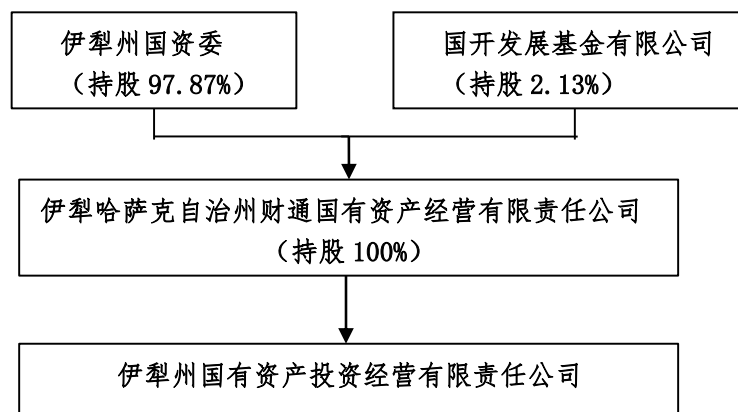 伊犁州国资委
（持股 97.87%）
国开发展基金有限公司
（持股 2.13%）
伊犁哈萨克自治州财通国有资产经营有限责任公司
（持股 100%）
伊犁州国有资产投资经营有限责任公司